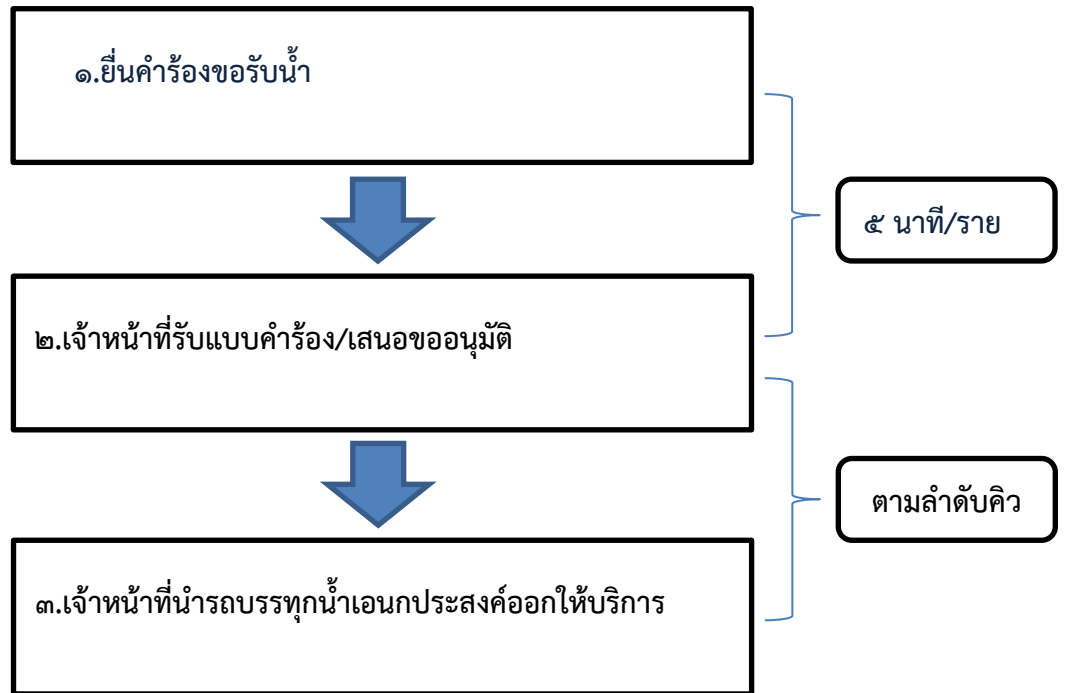 ๑.ยื่นคำร้องขอรับน้ำ
๕ นาที/ราย
๒.เจ้าหน้าที่รับแบบคำร้อง/เสนอขออนุมัติ
ตามลำดับคิว
๓.เจ้าหน้าที่นำรถบรรทุกน้ำเอนกประสงค์ออกให้บริการ